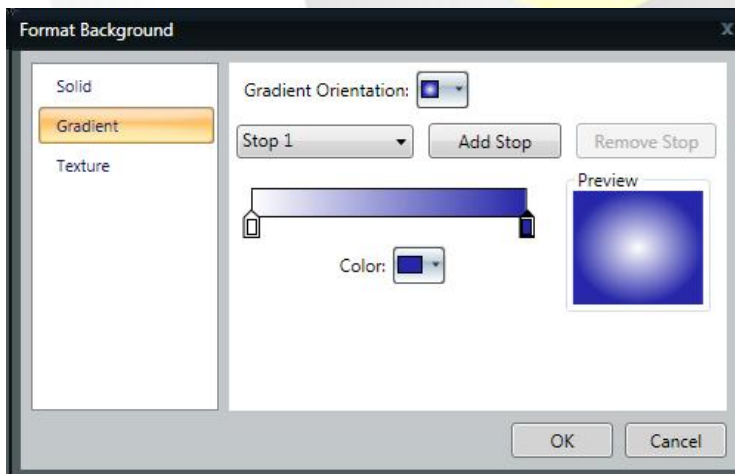 Format Background
x
Solid
Gradient
Texture
Gradient Orientation:
Stop 1
Add Stop
Remove Stop
Preview
Color:
OK
Cancel